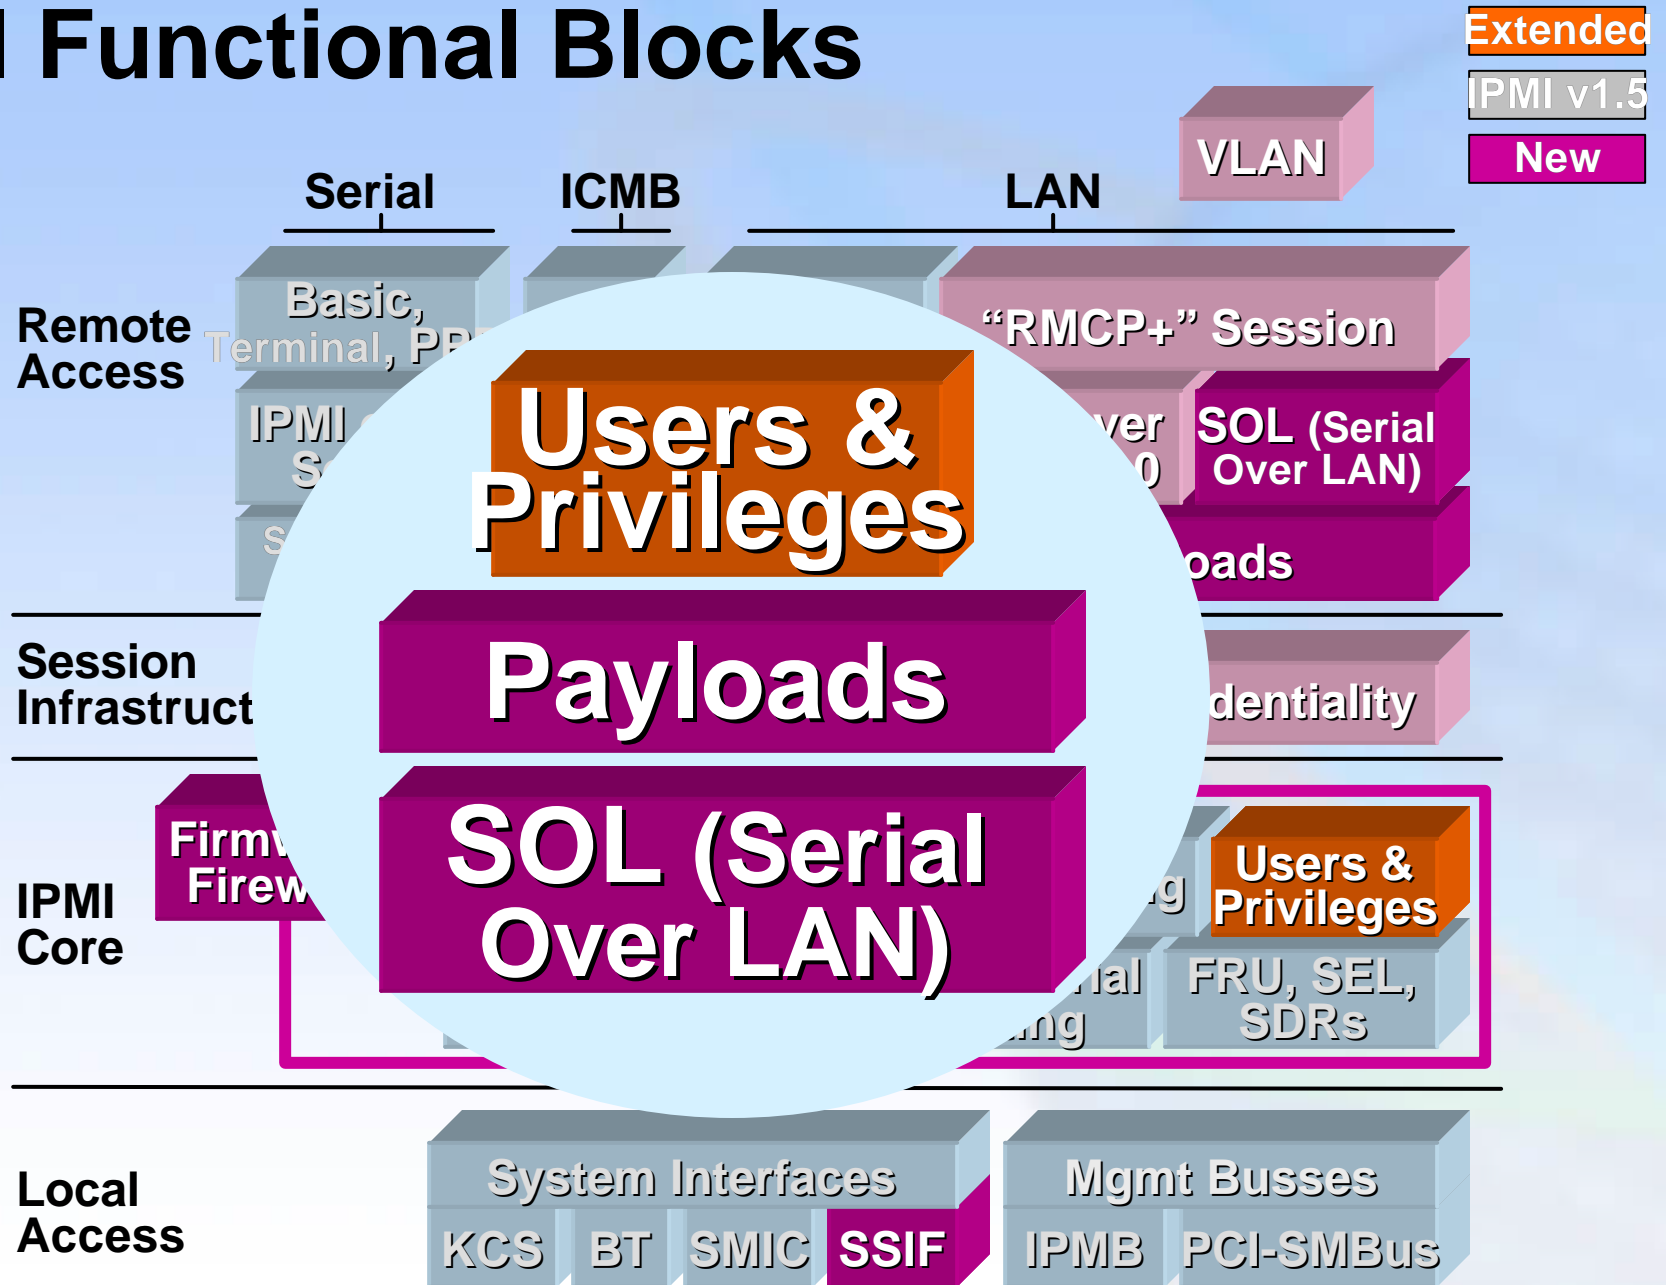 Functional Blocks
Extended
IPMI v1.5
New
VLAN
Serial
ICMB
LAN
Remote
Access
Basic,
Terminal,
"RMCP+" Session
IPMI
SOL (Serial
Over LAN)
Users &
Privileges
Payloads
SOL (Serial
Over LAN)
Session
IPMI
Core
Users &
Privileges
FRU, SEL,
SDRs
Local
Access
System Interfaces
KCS
BT
SMIC
SSIF
Mgmt Busses
IPMB
PCI-SMBus